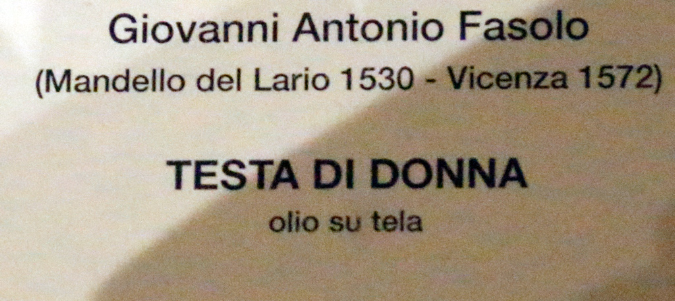 Giovanni Antonio Fasolo
(Mandello del Lario 1530 - Vicenza 1572)
TESTA DI DONNA
olio su tela